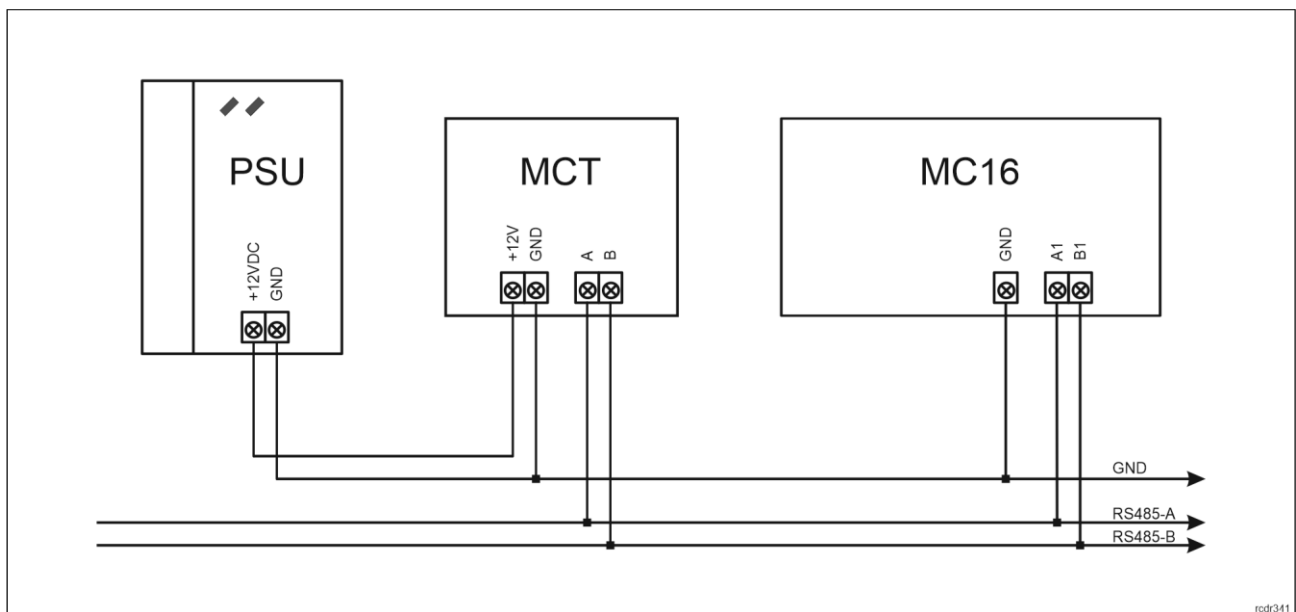 PSU
MCT
MC16
+12VDC
GND
+12V
GND
A
B
GND
A1
B1
GND
RS485-A
RS485-B
rcdr341